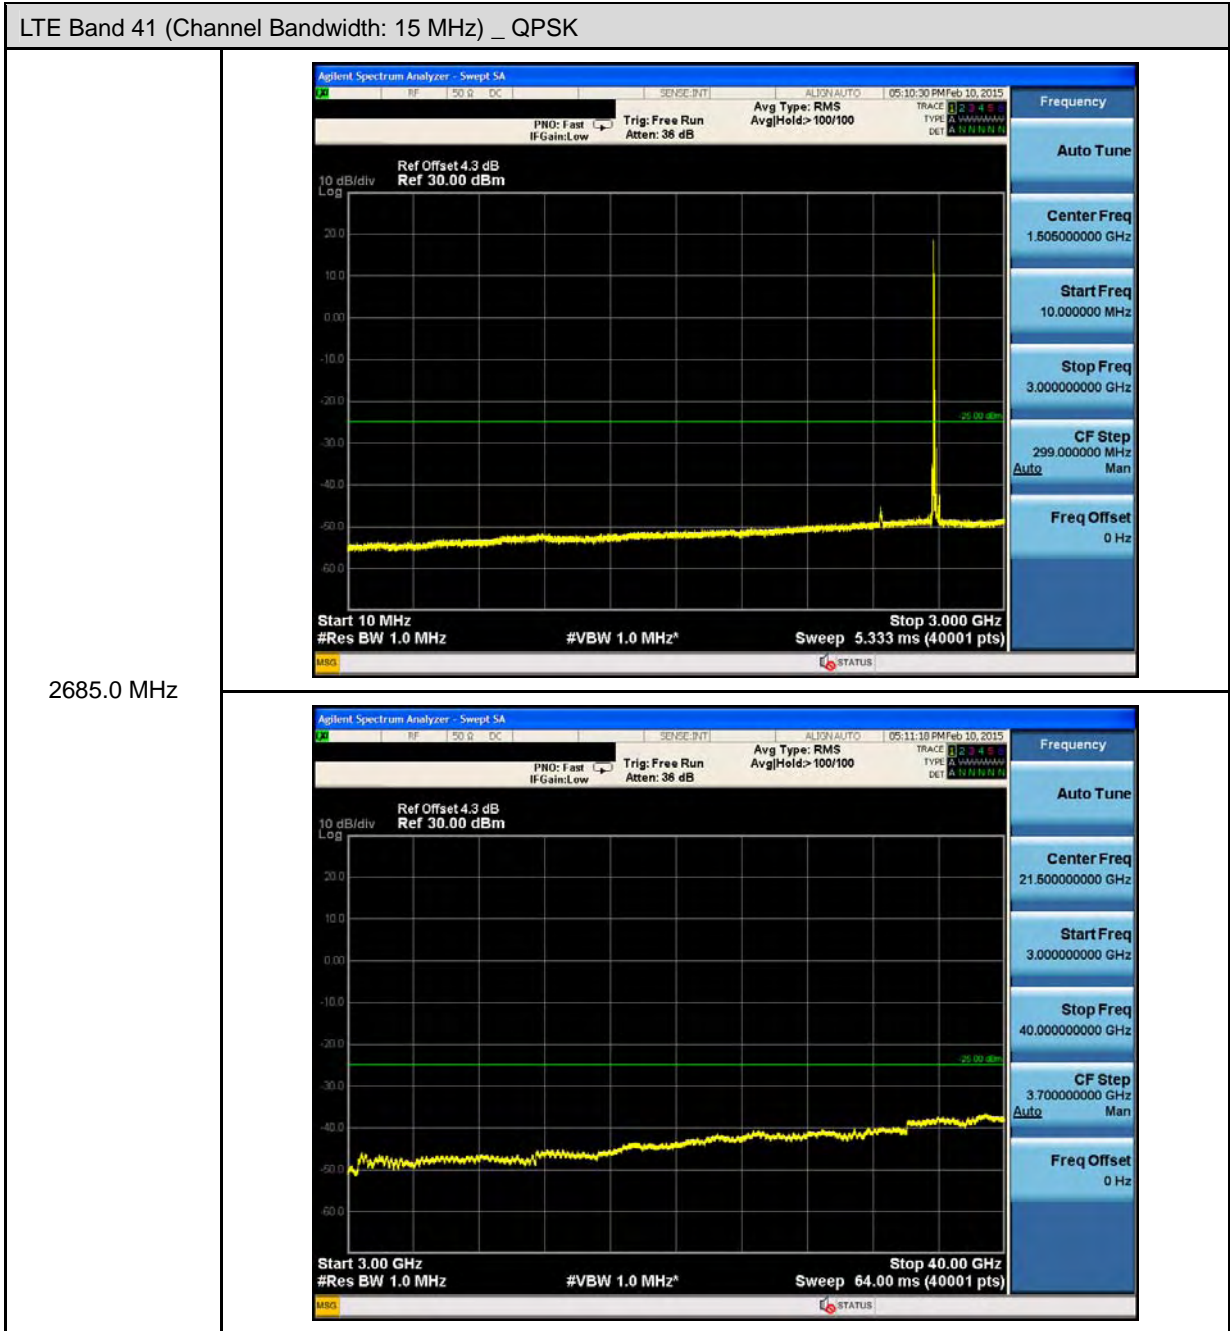 LTE Band 41 (Channel Bandwidth: 15 MHz) _ QPSK
2685.0 MHz
Agilent Spectrum Analyzer - Swept SA
RF 50 Ω DC SENSE:INT ALIGN AUTO 05:10:30 PM Feb 10, 2015
PNO: Fast
IFGain:Low
Trig: Free Run
Atten: 36 dB
Avg Type: RMS
Avg|Hold:> 100/100
TRACE 1 2 3 4 5 6
TYPE A
DET A N N N N N
Ref Offset 4.3 dB
10 dB/div Ref 30.00 dBm
Log
20.0
10.0
0.00
-10.0
-20.0
-25.00 dBm
-30.0
-40.0
-50.0
-60.0
Start 10 MHz Stop 3.000 GHz
#Res BW 1.0 MHz #VBW 1.0 MHz* Sweep 5.333 ms (40001 pts)
MSG STATUS
Frequency
Auto Tune
Center Freq
1.505000000 GHz
Start Freq
10.000000 MHz
Stop Freq
3.000000000 GHz
CF Step
299.000000 MHz
Auto Man
Freq Offset
0 Hz
Agilent Spectrum Analyzer - Swept SA
RF 50 Ω DC SENSE:INT ALIGN AUTO 05:11:18 PM Feb 10, 2015
PNO: Fast
IFGain:Low
Trig: Free Run
Atten: 36 dB
Avg Type: RMS
Avg|Hold:> 100/100
TRACE 1 2 3 4 5 6
TYPE A
DET A N N N N N
Ref Offset 4.3 dB
10 dB/div Ref 30.00 dBm
Log
20.0
10.0
0.00
-10.0
-20.0
-25.00 dBm
-30.0
-40.0
-50.0
-60.0
Start 3.00 GHz Stop 40.00 GHz
#Res BW 1.0 MHz #VBW 1.0 MHz* Sweep 64.00 ms (40001 pts)
MSG STATUS
Frequency
Auto Tune
Center Freq
21.500000000 GHz
Start Freq
3.000000000 GHz
Stop Freq
40.000000000 GHz
CF Step
3.700000000 GHz
Auto Man
Freq Offset
0 Hz